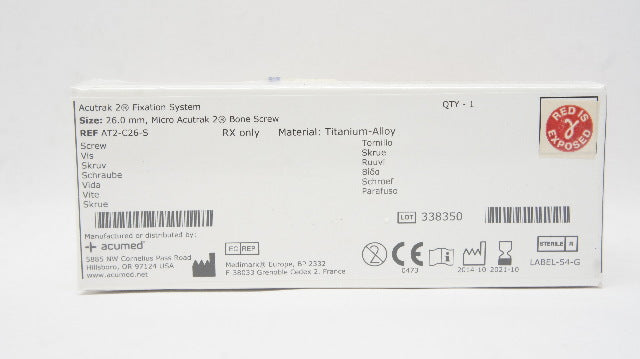 Acutrak 2® Fixation System
QTY - 1
Size: 26.0 mm, Micro Acutrak 2® Bone Screw
REF AT2-C26-S
RX only
Material: Titanium-Alloy
Screw
Vis
Skruv
Schraube
Vida
Vite
Skrue
Tornillo
Skrue
Ruuvi
Βίδα
Schroef
Parafuso
RED IS
γ
EXPOSED
LOT 338350
Manufactured or distributed by:
acumed®
5885 NW Cornelius Pass Road
Hillsboro, OR 97124 USA
www.acumed.net
EC REP
Medimark® Europe, BP 2332
F-38033 Grenoble Cedex 2, France
2
CE
0473
i
2014-10
2021-10
STERILE R
LABEL-54-G